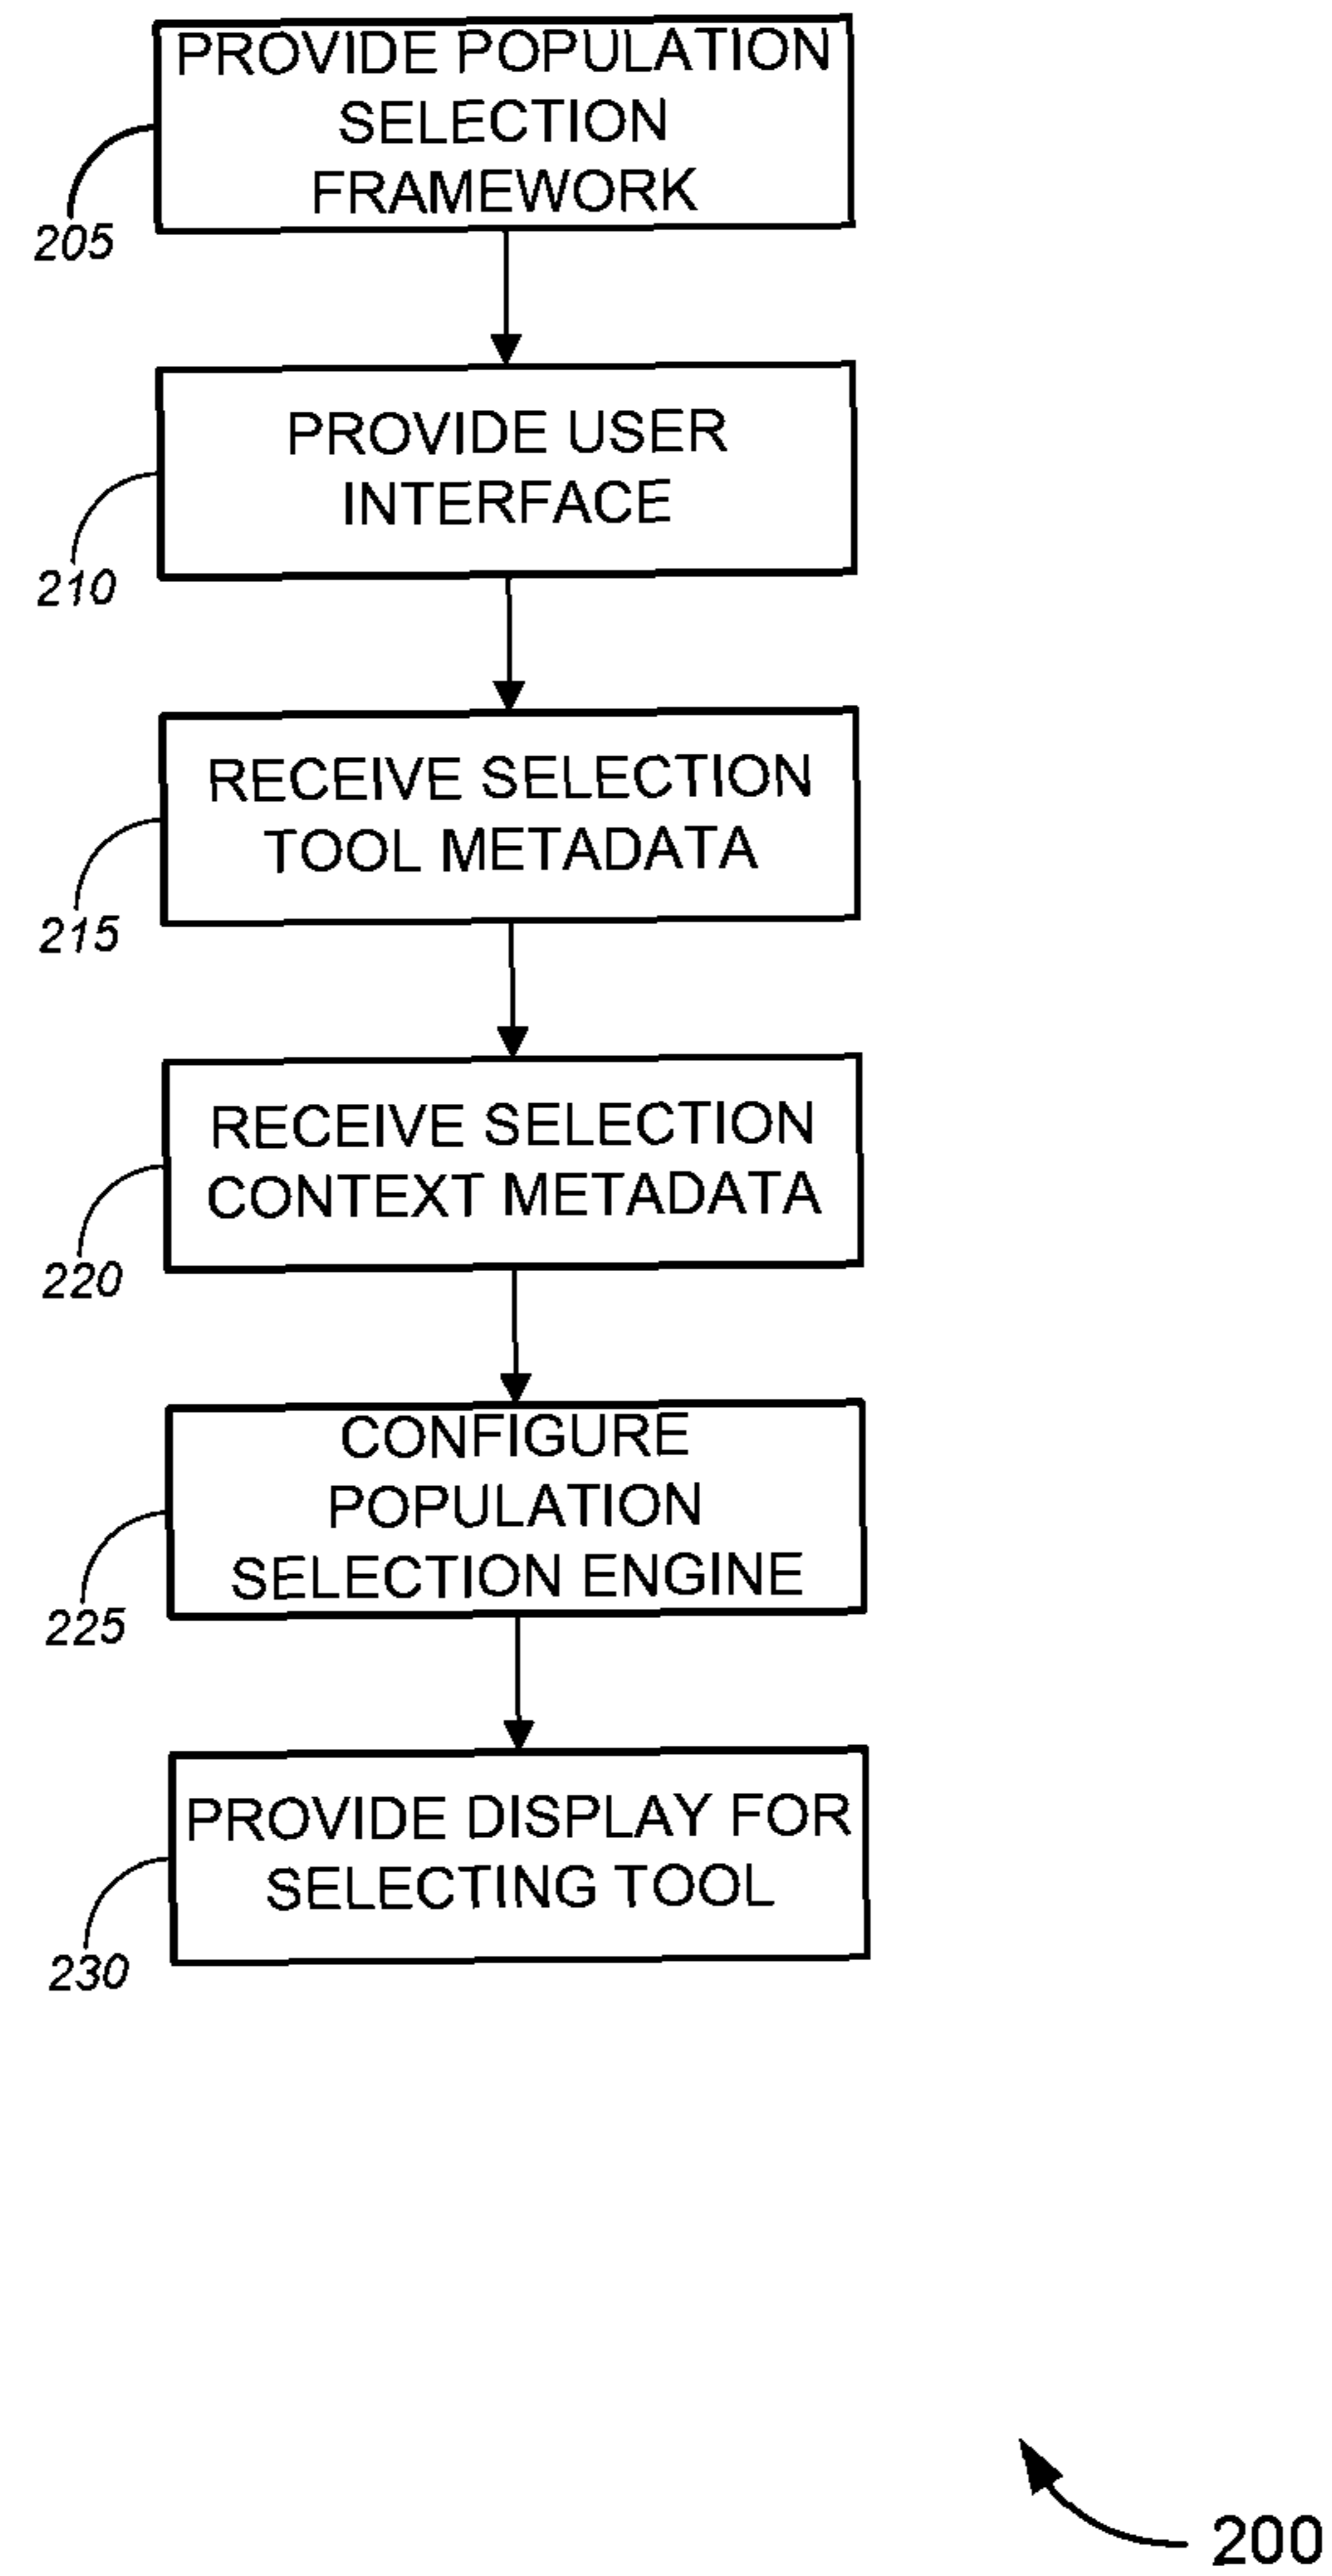 PROVIDE POPULATION
SELECTION
FRAMEWORK
205
PROVIDE USER
INTERFACE
210
RECEIVE SELECTION
TOOL METADATA
215
RECEIVE SELECTION
CONTEXT METADATA
220
CONFIGURE
POPULATION
SELECTION ENGINE
225
PROVIDE DISPLAY FOR
SELECTING TOOL
230
200